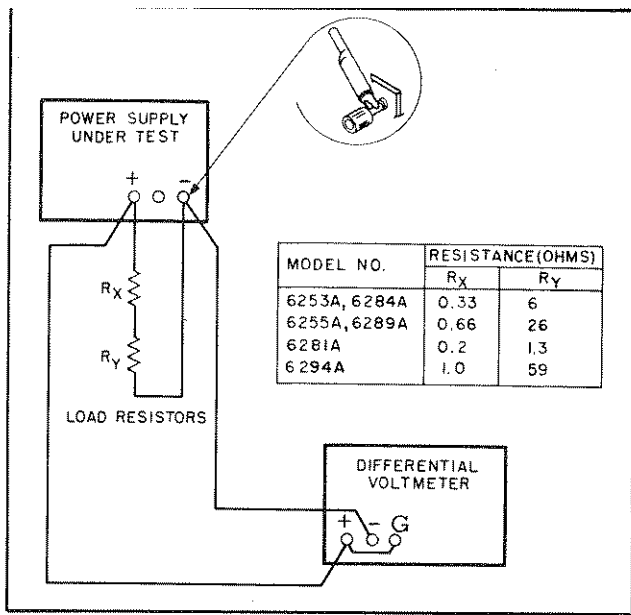 POWER SUPPLY
UNDER TEST
+ -
RX
RY
LOAD RESISTORS
MODEL NO. RESISTANCE(OHMS)
RX RY
6253A, 6284A 0.33 6
6255A, 6289A 0.66 26
6281A 0.2 1.3
6294A 1.0 59
DIFFERENTIAL
VOLTMETER
+ - G